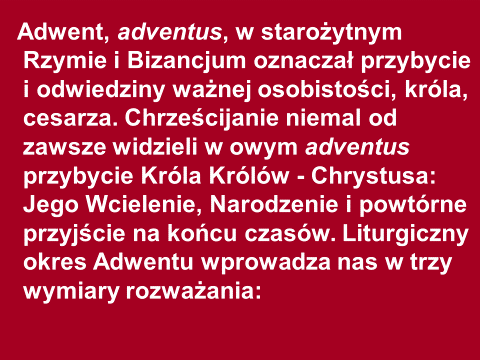 Adwent, adventus, w starożytnym
Rzymie i Bizancjum oznaczał przybycie
i odwiedziny ważnej osobistości, króla,
cesarza. Chrześcijanie niemal od
zawsze widzieli w owym adventus
przybycie Króla Królów - Chrystusa:
Jego Wcielenie, Narodzenie i powtórne
przyjście na końcu czasów. Liturgiczny
okres Adwentu wprowadza nas w trzy
wymiary rozważania: